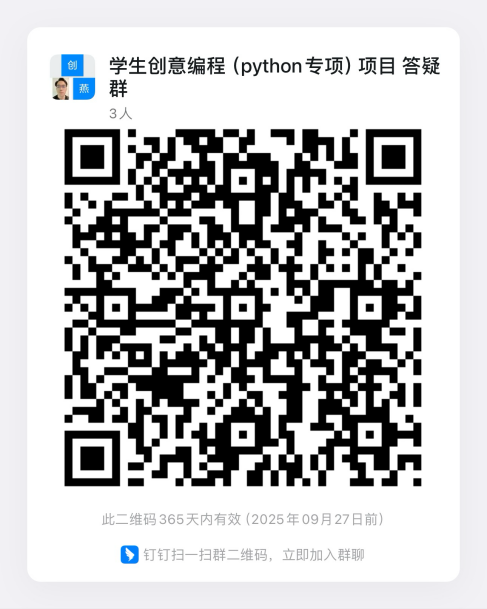 创
燕
学生创意编程（python专项）项目 答疑
群
3人
此二维码365天内有效（2025年09月27日前）
钉钉扫一扫群二维码，立即加入群聊